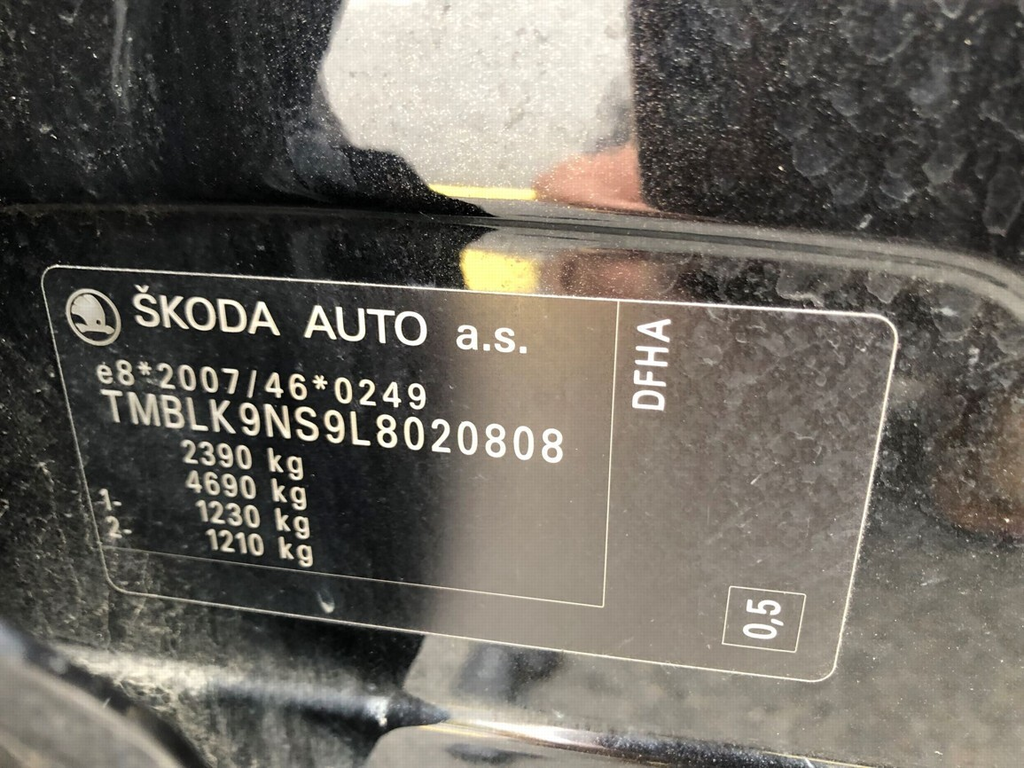 ŠKODA AUTO a.s.
e8*2007/46*0249
TMBLK9NS9L8020808
2390 kg
4690 kg
1- 1230 kg
2- 1210 kg
DFHA
0,5